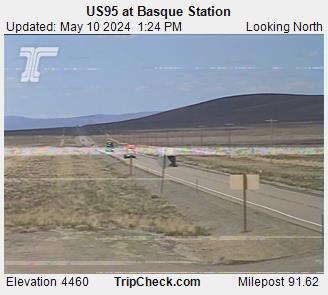 US95 at Basque Station
Updated: May 10 2024 1:24 PM Looking North
Elevation 4460 TripCheck.com Milepost 91.62